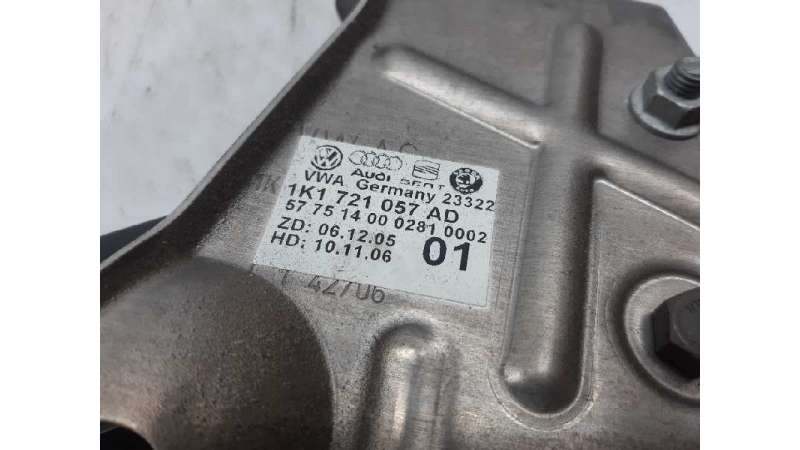 Audi SEAT
VWA Germany 23322
1K1 721 057 AD
57 75 14 00 0281 0002
ZD: 06.12.05
HD: 10.11.06 01
42/06